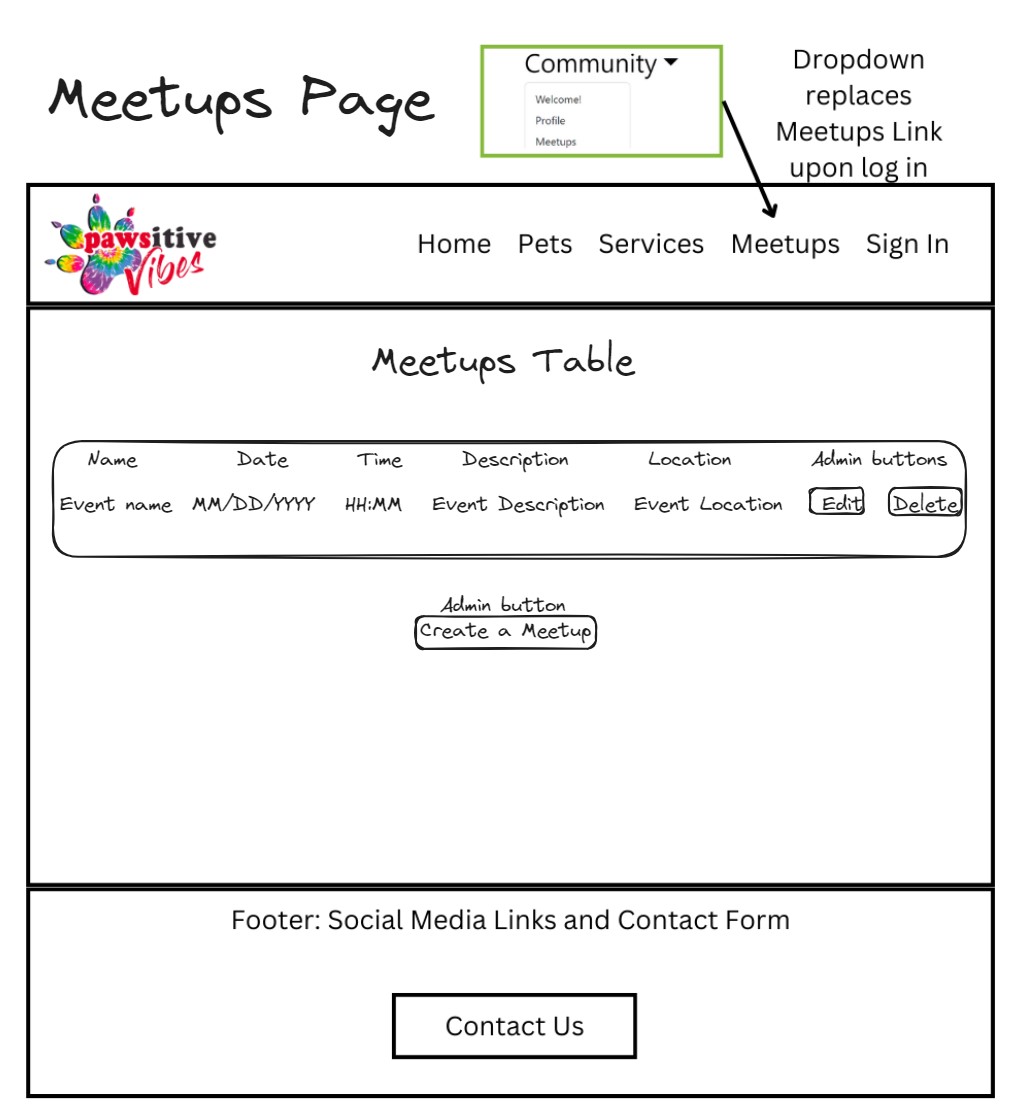 Meetups Page
Community
Welcome!
Profile
Meetups
Dropdown
replaces
Meetups Link
upon log in
pawsitive
Vibes
Home Pets Services Meetups Sign In
Meetups Table
Name Date Time Description Location Admin buttons
Event name MM/DD/YYYY HH:MM Event Description Event Location Edit Delete
Admin button
Create a Meetup
Footer: Social Media Links and Contact Form
Contact Us